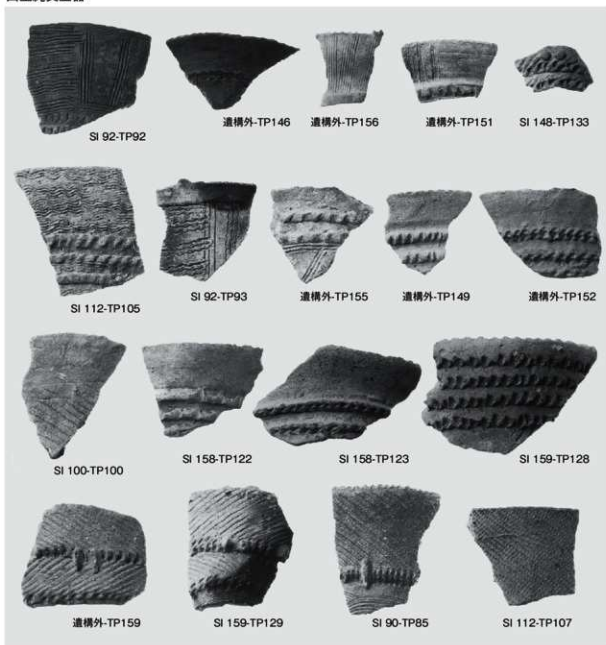 SI 92-TP92
遺構外-TP146
遺構外-TP156
遺構外-TP151
SI 148-TP133
SI 112-TP105
SI 92-TP93
遺構外-TP155
遺構外-TP149
遺構外-TP152
SI 100-TP100
SI 158-TP122
SI 158-TP123
SI 159-TP128
遺構外-TP159
SI 159-TP129
SI 90-TP85
SI 112-TP107